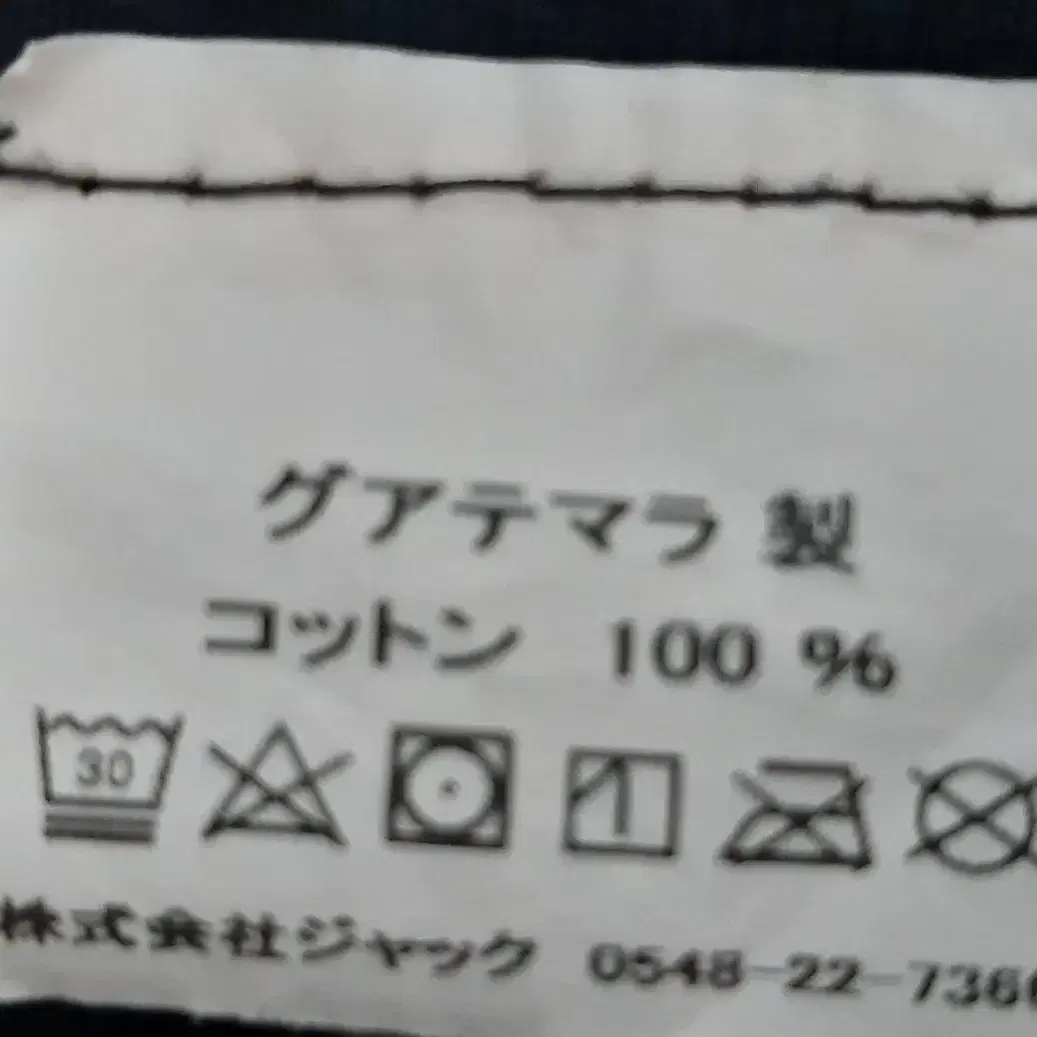 グアテマラ 製
コットン 100 %
30
株式会社ジャック 0548-22-736